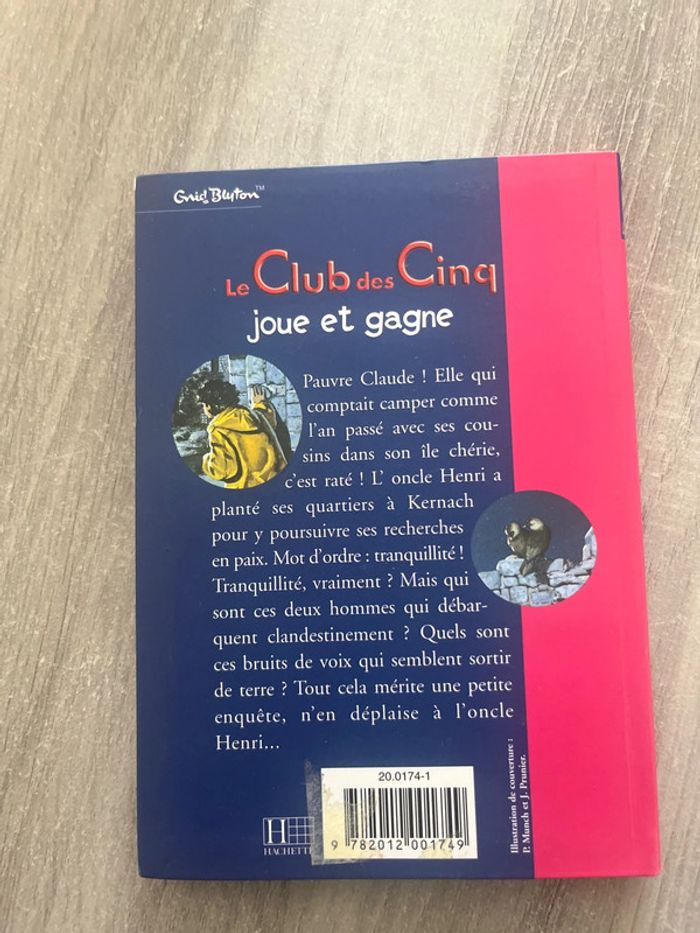 Enid Blyton™
Le Club des Cinq
joue et gagne
Pauvre Claude ! Elle qui
comptait camper comme
l'an passé avec ses cou-
sins dans son île chérie,
c'est raté ! L' oncle Henri a
planté ses quartiers à Kernach
pour y poursuivre ses recherches
en paix. Mot d'ordre : tranquillité !
Tranquillité, vraiment ? Mais qui
sont ces deux hommes qui débar-
quent clandestinement ? Quels sont
ces bruits de voix qui semblent sortir
de terre ? Tout cela mérite une petite
enquête, n'en déplaise à l'oncle
Henri...
20.0174-1
9 782012 001749
H
HACHETTE
Illustration de couverture :
P. Munch et J. Prunier.